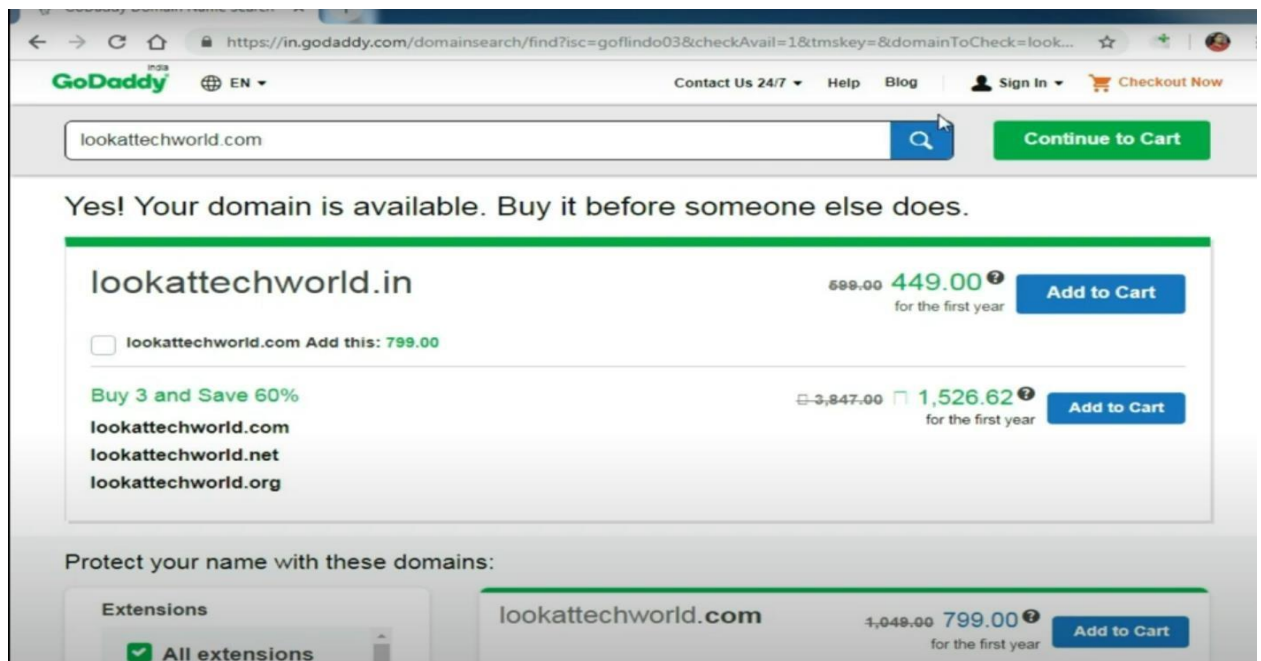 GoDaddy Domain Name Search
https://in.godaddy.com/domainsearch/find?isc=goflindo03&checkAvail=1&tmskey=&domainToCheck=look...
India
GoDaddy EN Contact Us 24/7 Help Blog Sign In Checkout Now
lookattechworld.com Continue to Cart
Yes! Your domain is available. Buy it before someone else does.
lookattechworld.in 599.00 449.00 Add to Cart
for the first year
lookattechworld.com Add this: 799.00
Buy 3 and Save 60% 3,847.00 1,526.62 Add to Cart
for the first year
lookattechworld.com
lookattechworld.net
lookattechworld.org
Protect your name with these domains:
Extensions
lookattechworld.com 1,049.00 799.00 Add to Cart
for the first year
All extensions